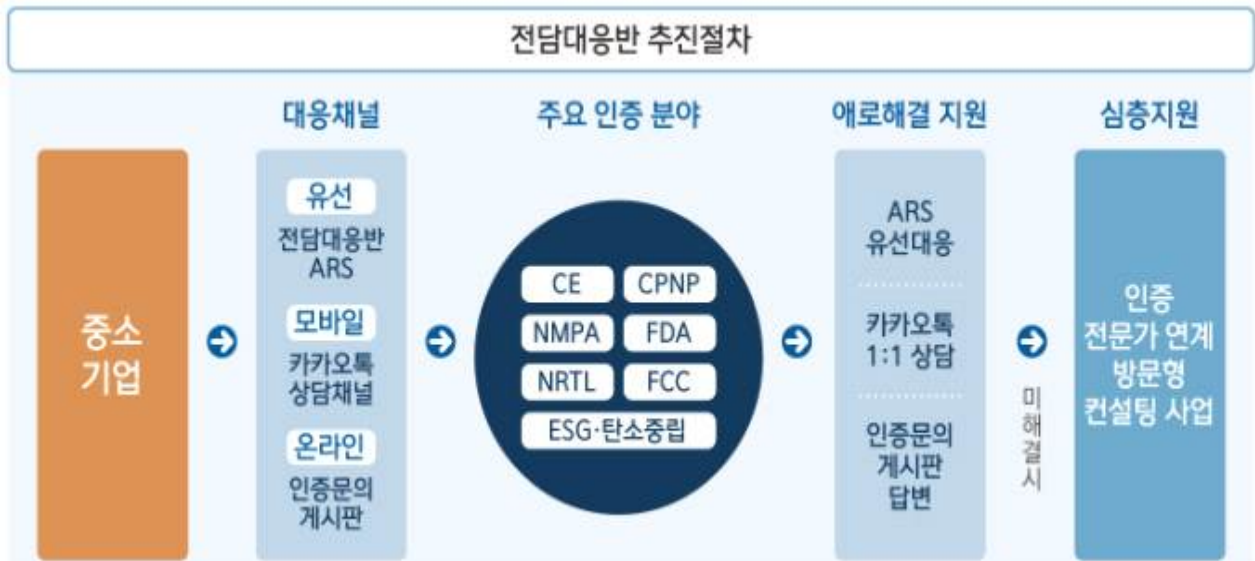 전담대응반 추진절차
대응채널
주요 인증 분야
애로해결 지원
심층지원
중소
기업
유선
전담대응반
ARS
모바일
카카오톡
상담채널
온라인
인증문의
게시판
CE
CPNP
NMPA
FDA
NRTL
FCC
ESG·탄소중립
ARS
유선대응
카카오톡
1:1 상담
인증문의
게시판
답변
미해결시
인증
전문가 연계
방문형
컨설팅 사업